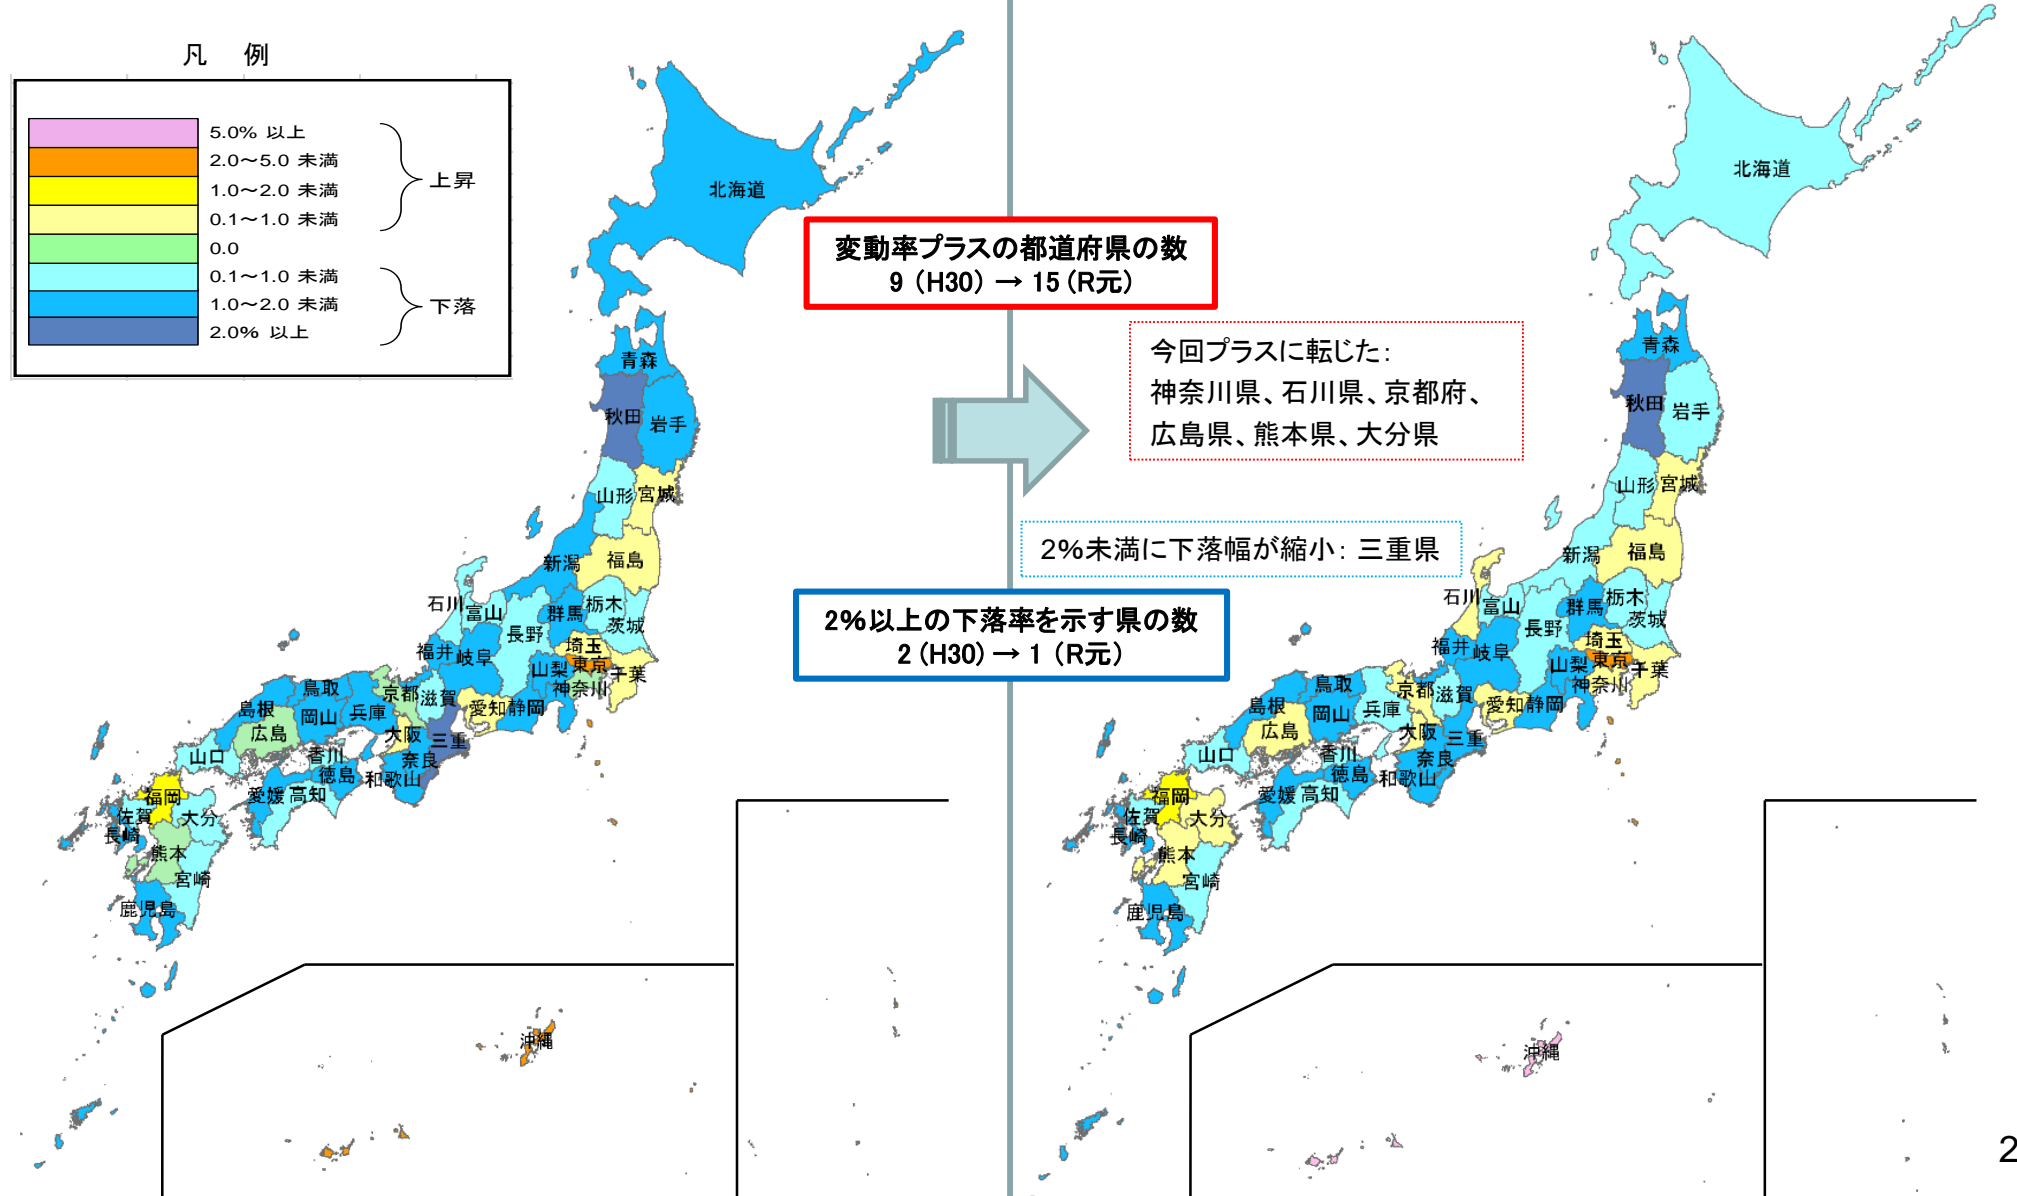 凡 例
5.0% 以上
2.0～5.0 未満
1.0～2.0 未満
0.1～1.0 未満
上昇
0.0
0.1～1.0 未満
1.0～2.0 未満
2.0% 以上
下落
北海道
青森
秋田
岩手
山形
宮城
新潟
福島
石川
富山
群馬
栃木
茨城
長野
福井
岐阜
埼玉
山梨
東京
千葉
神奈川
鳥取
京都
滋賀
島根
岡山
兵庫
愛知
静岡
広島
大阪
三重
山口
香川
奈良
徳島
和歌山
福岡
愛媛
高知
佐賀
大分
長崎
熊本
宮崎
鹿児島
沖縄
変動率プラスの都道府県の数
9 （H30） → 15 (R元）
今回プラスに転じた：
神奈川県、石川県、京都府、
広島県、熊本県、大分県
2%未満に下落幅が縮小： 三重県
2%以上の下落率を示す県の数
2 （H30） → 1 （R元）
北海道
青森
秋田
岩手
山形
宮城
新潟
福島
石川
富山
群馬
栃木
茨城
長野
福井
岐阜
埼玉
山梨
東京
千葉
神奈川
鳥取
京都
滋賀
島根
岡山
兵庫
愛知
静岡
広島
大阪
三重
山口
香川
奈良
徳島
和歌山
福岡
愛媛
高知
佐賀
大分
長崎
熊本
宮崎
鹿児島
沖縄
2